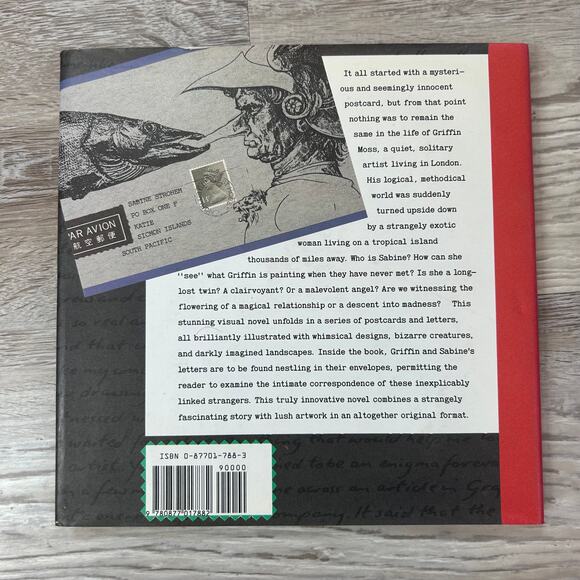 It all started with a mysteri-
ous and seemingly innocent
postcard, but from that point
nothing was to remain the
same in the life of Griffin
Moss, a quiet, solitary
artist living in London.
His logical, methodical
world was suddenly
turned upside down
by a strangely exotic
woman living on a tropical island
thousands of miles away. Who is Sabine? How can she
"see" what Griffin is painting when they have never met? Is she a long-
lost twin? A clairvoyant? Or a malevolent angel? Are we witnessing the
flowering of a magical relationship or a descent into madness? This
stunning visual novel unfolds in a series of postcards and letters,
all brilliantly illustrated with whimsical designs, bizarre creatures,
and darkly imagined landscapes. Inside the book, Griffin and Sabine's
letters are to be found nestling in their envelopes, permitting the
reader to examine the intimate correspondence of these inexplicably
linked strangers. This truly innovative novel combines a strangely
fascinating story with lush artwork in an altogether original format.
SABINE STROHEM
PO BOX ONE F
KATIE
SICMON ISLANDS
SOUTH PACIFIC
PAR AVION
航空郵便
ISBN 0-87701-788-3
90000
9 780877 017882